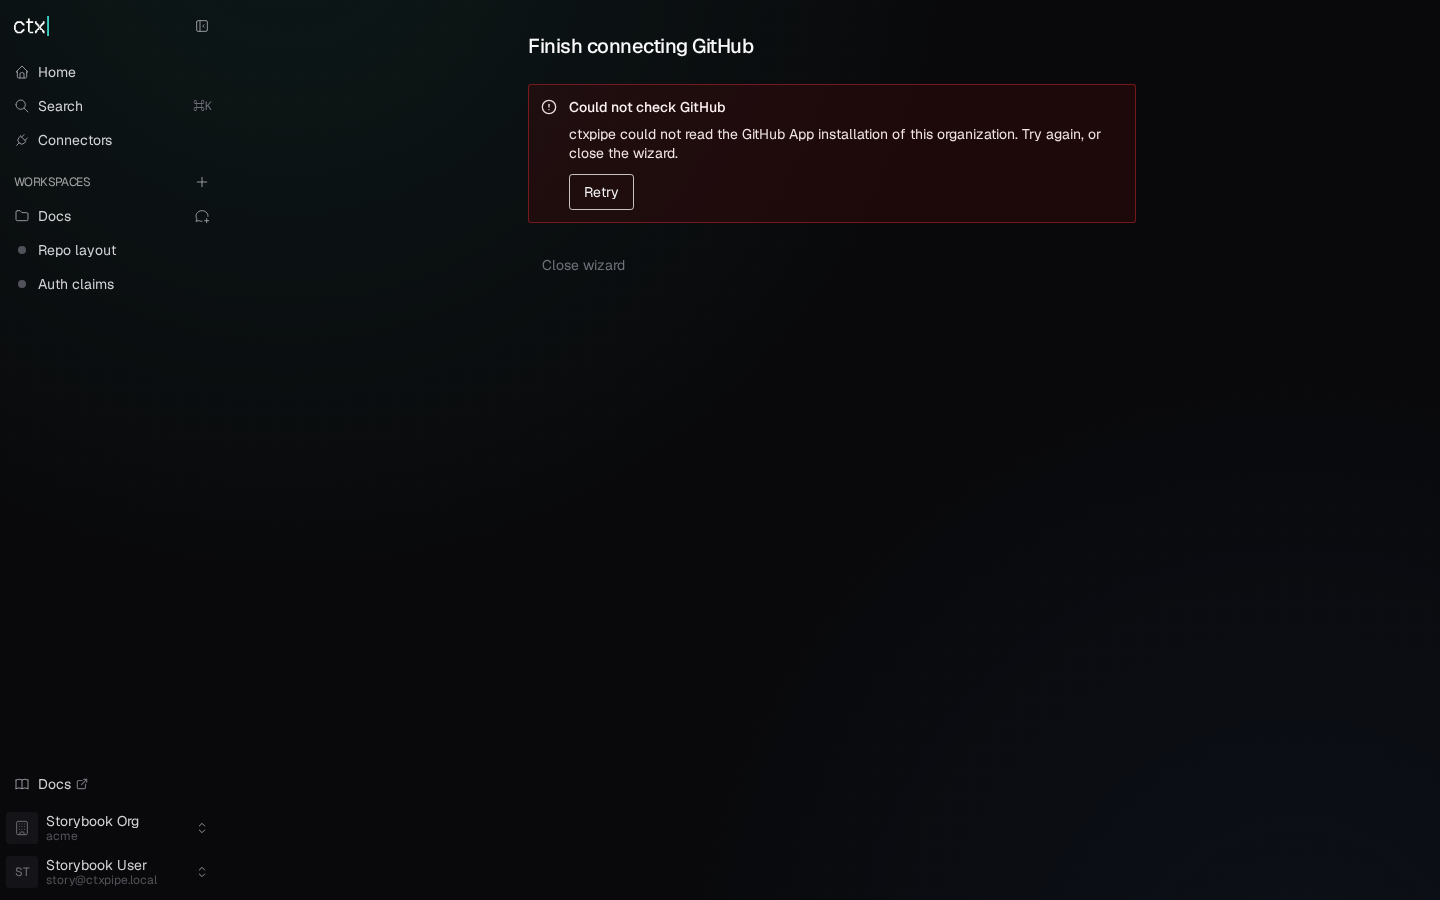 ctx
Home
Search ⌘K
Connectors
WORKSPACES
Docs
Repo layout
Auth claims
Finish connecting GitHub
Could not check GitHub
ctxpipe could not read the GitHub App installation of this organization. Try again, or
close the wizard.
Retry
Close wizard
Docs
Storybook Org
acme
ST
Storybook User
story@ctxpipe.local